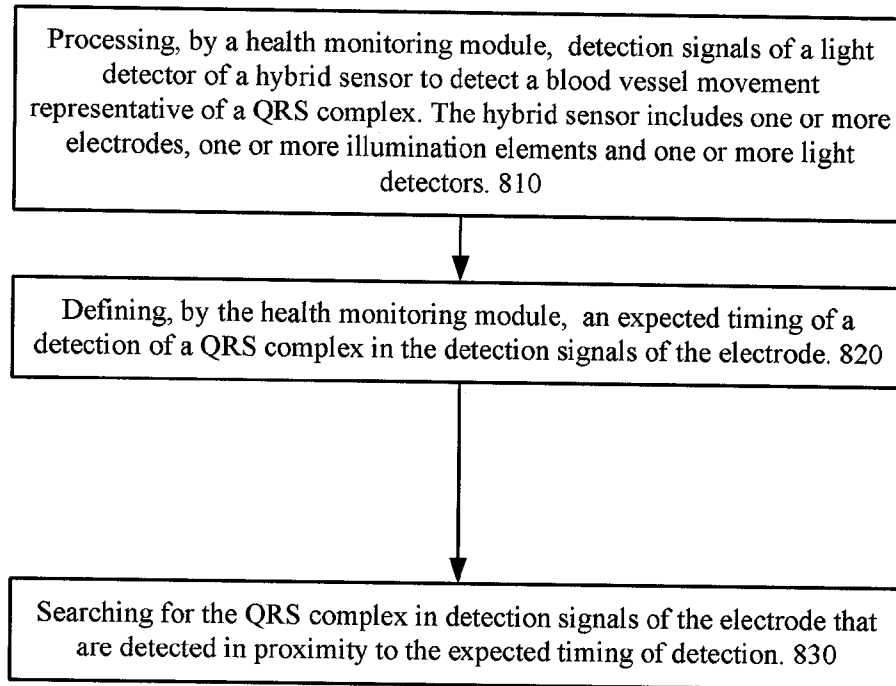 Processing, by a health monitoring module, detection signals of a light
detector of a hybrid sensor to detect a blood vessel movement
representative of a QRS complex. The hybrid sensor includes one or more
electrodes, one or more illumination elements and one or more light
detectors. 810
Defining, by the health monitoring module, an expected timing of a
detection of a QRS complex in the detection signals of the electrode. 820
Searching for the QRS complex in detection signals of the electrode that
are detected in proximity to the expected timing of detection. 830